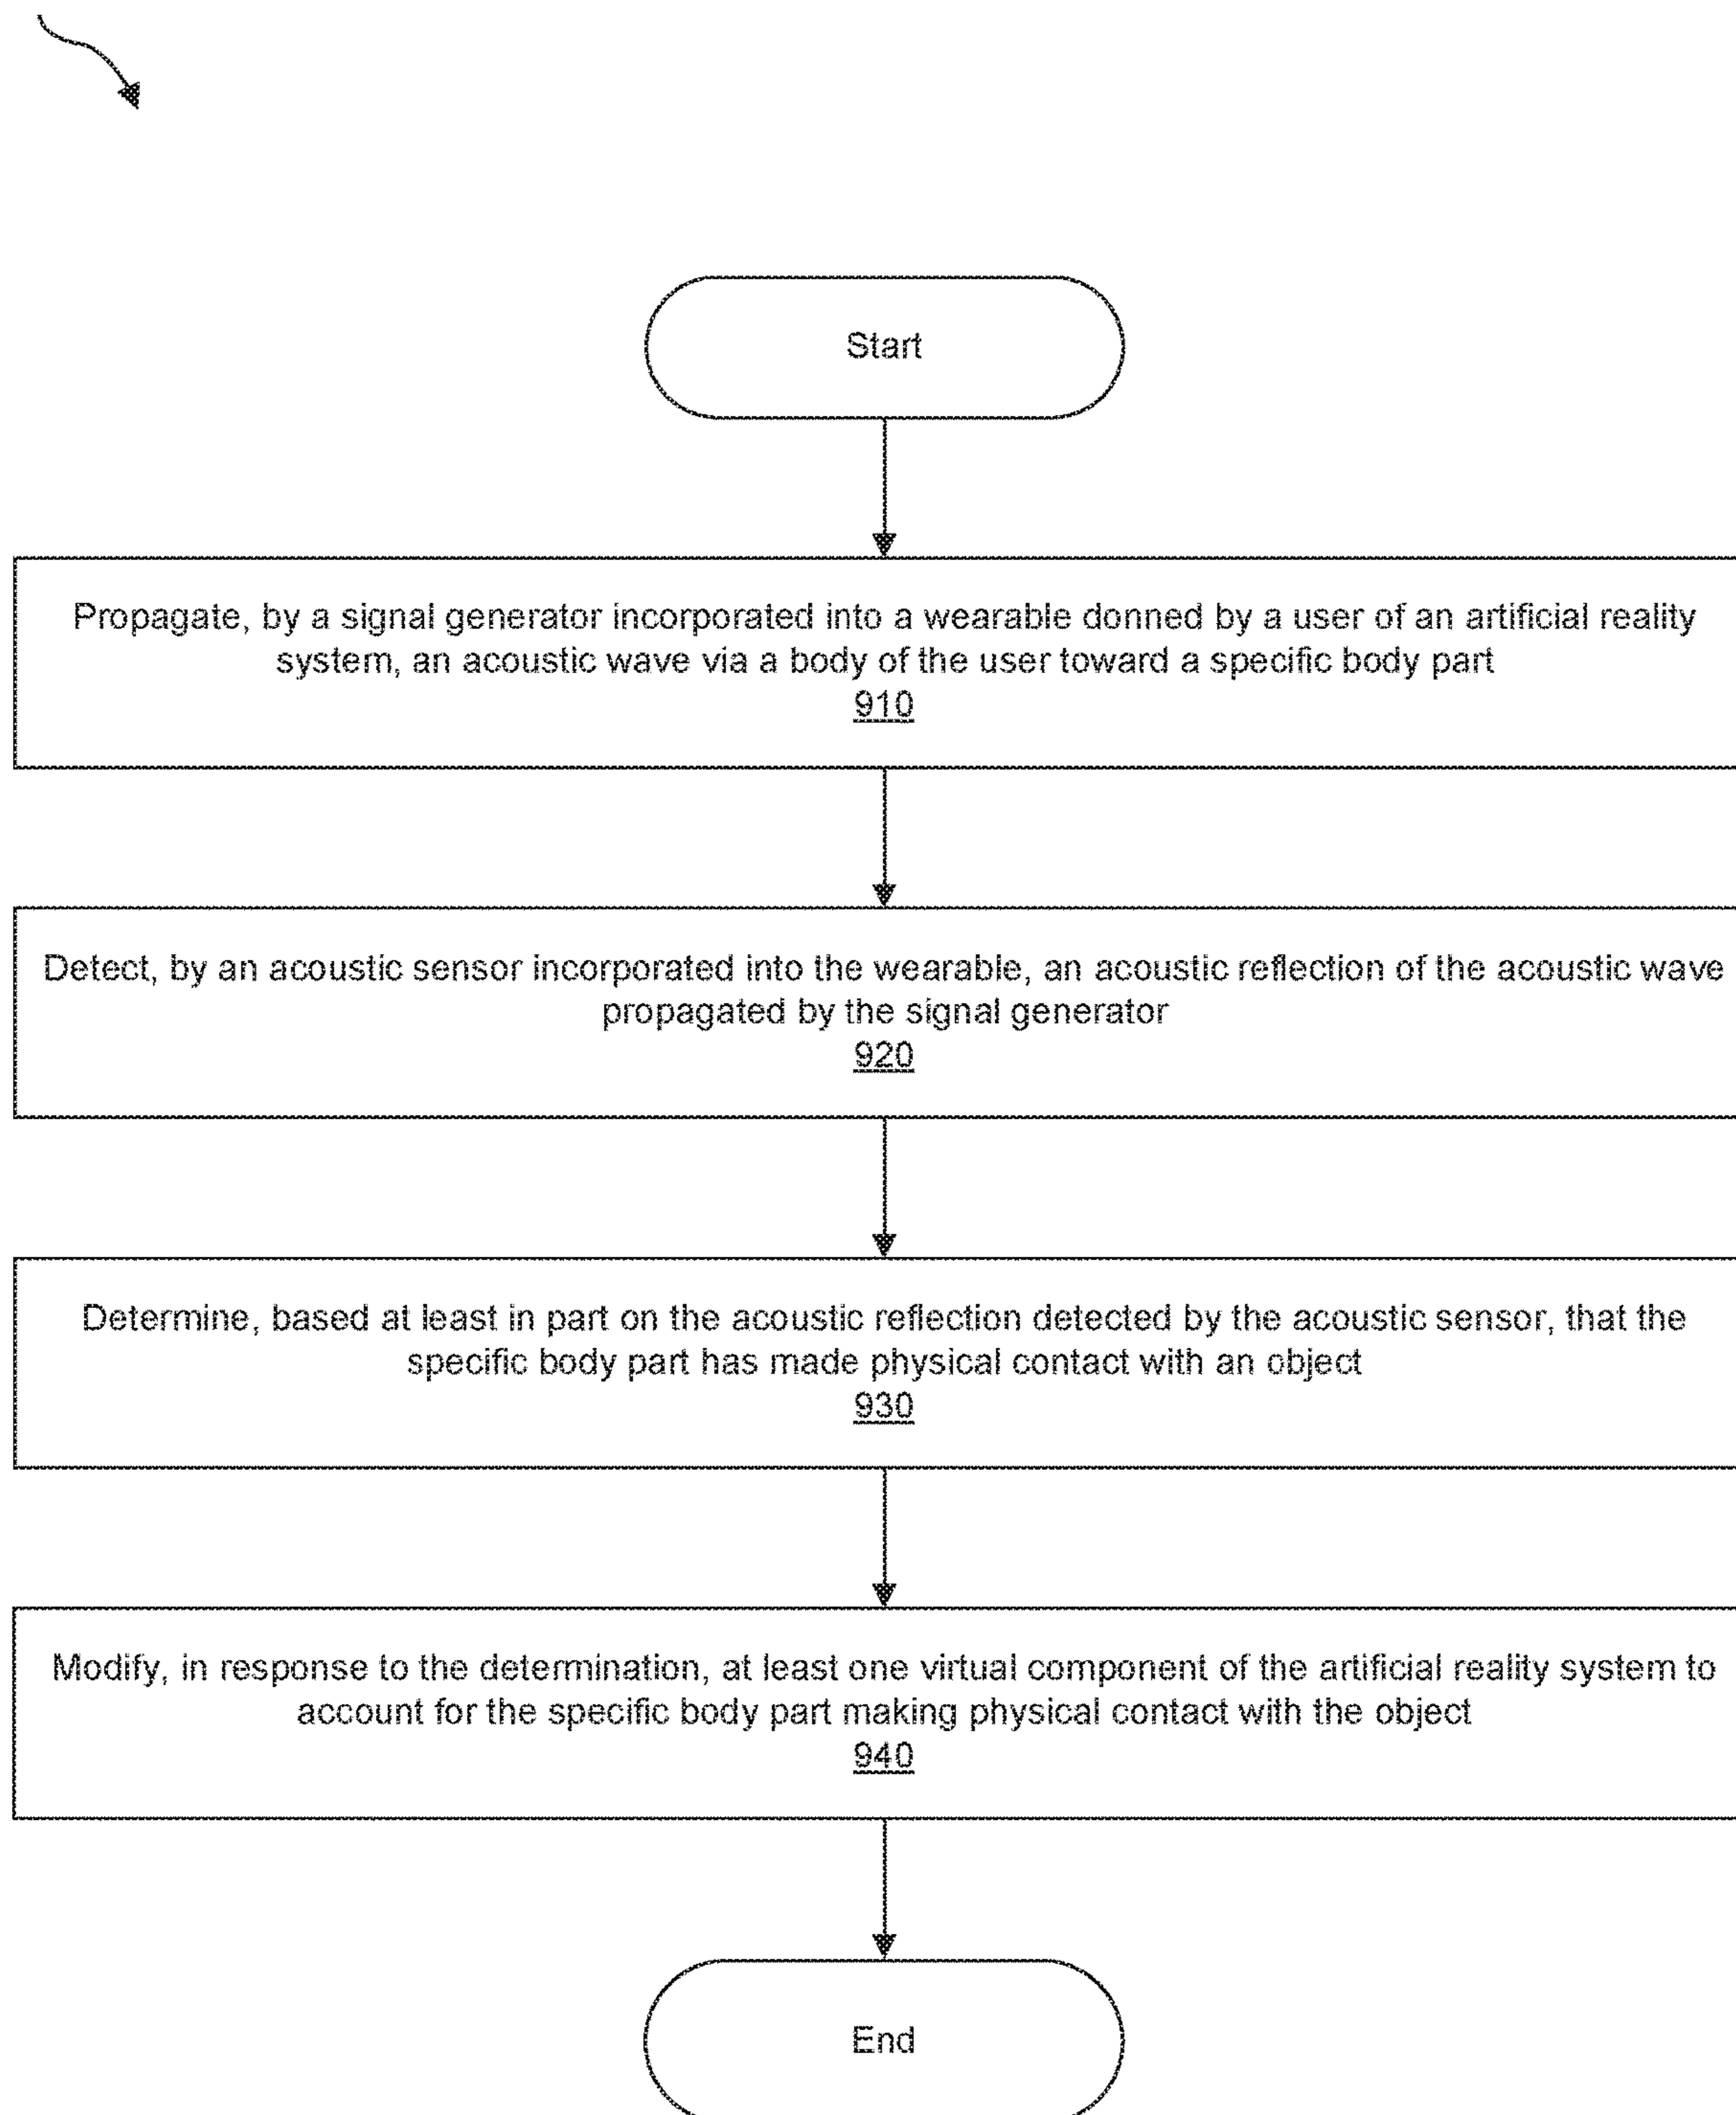 Start
Propagate, by a signal generator incorporated into a wearable donned by a user of an artificial reality
system, an acoustic wave via a body of the user toward a specific body part
910
Detect, by an acoustic sensor incorporated into the wearable, an acoustic reflection of the acoustic wave
propagated by the signal generator
920
Determine, based at least in part on the acoustic reflection detected by the acoustic sensor, that the
specific body part has made physical contact with an object
930
Modify, in response to the determination, at least one virtual component of the artificial reality system to
account for the specific body part making physical contact with the object
940
End